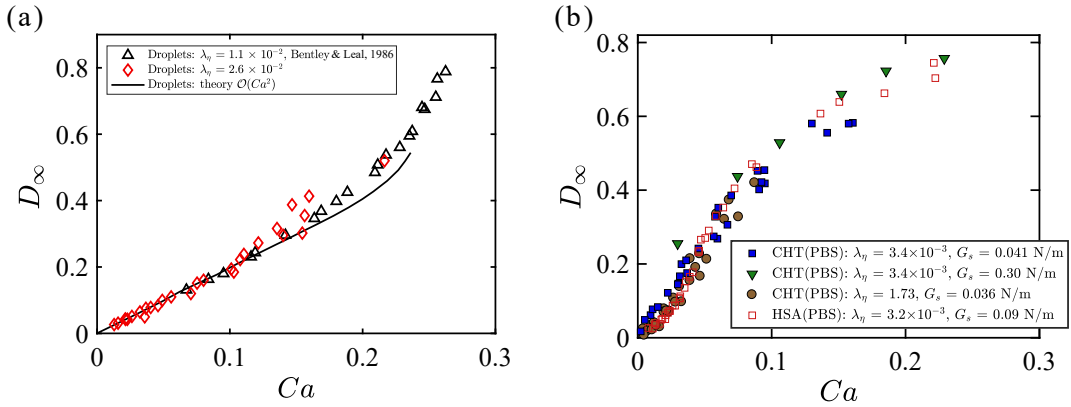 (a)
0.8
0.6
0.4
0.2
0
0
0.1
0.2
0.3
D∞
Ca
Droplets: λη = 1.1 × 10⁻², Bentley & Leal, 1986
Droplets: λη = 2.6 × 10⁻²
Droplets: theory 𝒪(Ca²)
(b)
0.8
0.6
0.4
0.2
0
0
0.1
0.2
0.3
D∞
Ca
CHT(PBS): λη = 3.4×10⁻³, Gs = 0.041 N/m
CHT(PBS): λη = 3.4×10⁻³, Gs = 0.30 N/m
CHT(PBS): λη = 1.73, Gs = 0.036 N/m
HSA(PBS): λη = 3.2×10⁻³, Gs = 0.09 N/m